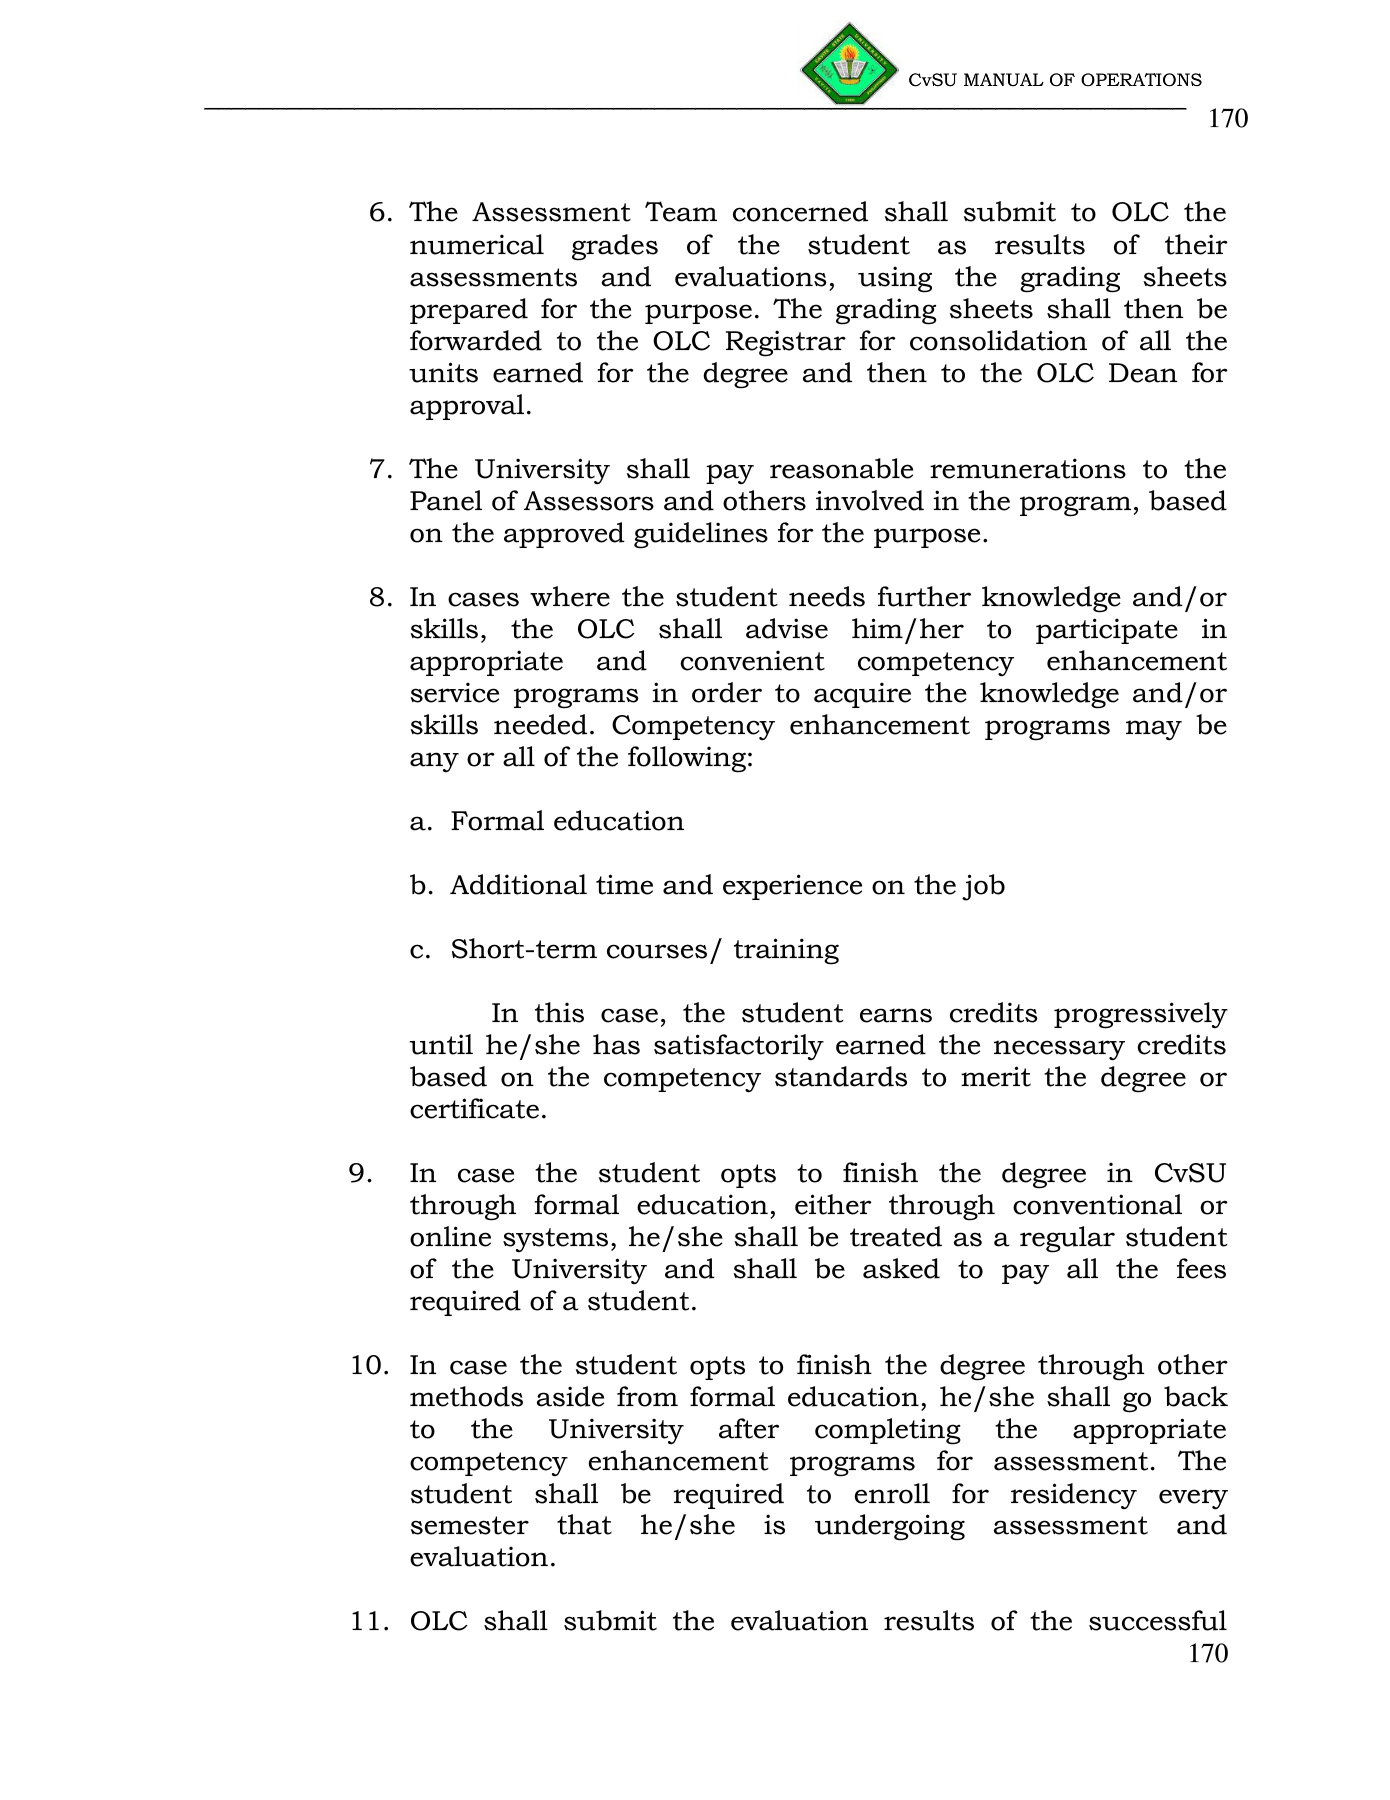 CvSU MANUAL OF OPERATIONS
170
6. The Assessment Team concerned shall submit to OLC the
numerical grades of the student as results of their
assessments and evaluations, using the grading sheets
prepared for the purpose. The grading sheets shall then be
forwarded to the OLC Registrar for consolidation of all the
units earned for the degree and then to the OLC Dean for
approval.
7. The University shall pay reasonable remunerations to the
Panel of Assessors and others involved in the program, based
on the approved guidelines for the purpose.
8. In cases where the student needs further knowledge and/or
skills, the OLC shall advise him/her to participate in
appropriate and convenient competency enhancement
service programs in order to acquire the knowledge and/or
skills needed. Competency enhancement programs may be
any or all of the following:
a. Formal education
b. Additional time and experience on the job
c. Short-term courses/ training
In this case, the student earns credits progressively
until he/she has satisfactorily earned the necessary credits
based on the competency standards to merit the degree or
certificate.
9. In case the student opts to finish the degree in CvSU
through formal education, either through conventional or
online systems, he/she shall be treated as a regular student
of the University and shall be asked to pay all the fees
required of a student.
10. In case the student opts to finish the degree through other
methods aside from formal education, he/she shall go back
to the University after completing the appropriate
competency enhancement programs for assessment. The
student shall be required to enroll for residency every
semester that he/she is undergoing assessment and
evaluation.
11. OLC shall submit the evaluation results of the successful
170